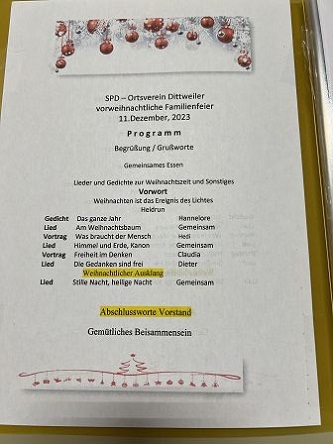 SPD – Ortsverein Dittweiler
vorweihnachtliche Familienfeier
11.Dezember, 2023
Programm
Begrüßung / Grußworte
Gemeinsames Essen
Lieder und Gedichte zur Weihnachtszeit und Sonstiges
Vorwort
Weihnachten ist das Ereignis des Lichtes
Heidrun
Gedicht Das ganze Jahr Hannelore
Lied Am Weihnachtsbaum Gemeinsam
Vortrag Was braucht der Mensch Hedi
Lied Himmel und Erde, Kanon Gemeinsam
Vortrag Freiheit im Denken Claudia
Lied Die Gedanken sind frei Dieter
Weihnachtlicher Ausklang
Lied Stille Nacht, heilige Nacht Gemeinsam
Abschlussworte Vorstand
Gemütliches Beisammensein